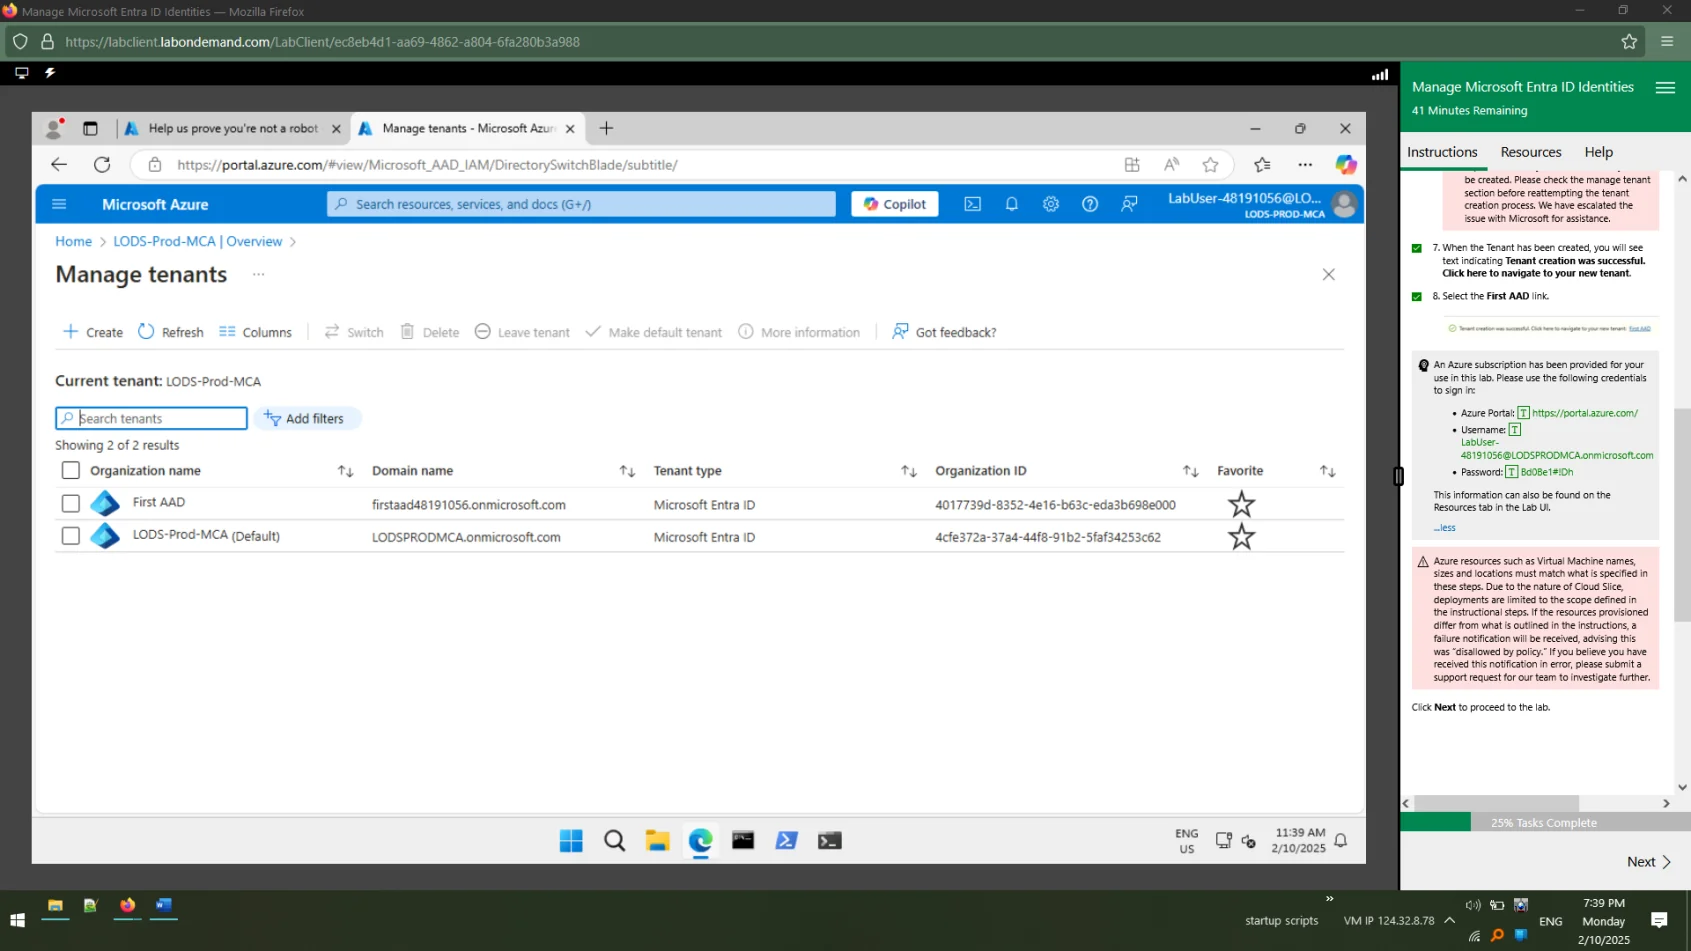 Manage Microsoft Entra ID Identities — Mozilla Firefox
https://labclient.labondemand.com/LabClient/ec8eb4d1-aa69-4862-a804-6fa280b3a988
Help us prove you're not a robot
Manage tenants - Microsoft Azur
https://portal.azure.com/#view/Microsoft_AAD_IAM/DirectorySwitchBlade/subtitle/
Microsoft Azure
Search resources, services, and docs (G+/)
Copilot
LabUser-48191056@LO...
LODS-PROD-MCA
Home > LODS-Prod-MCA | Overview >
Manage tenants ...
Create Refresh Columns Switch Delete Leave tenant Make default tenant More information Got feedback?
Current tenant: LODS-Prod-MCA
Search tenants
Add filters
Showing 2 of 2 results
Organization name Domain name Tenant type Organization ID Favorite
First AAD firstaad48191056.onmicrosoft.com Microsoft Entra ID 4017739d-8352-4e16-b63c-eda3b698e000
LODS-Prod-MCA (Default) LODSPRODMCA.onmicrosoft.com Microsoft Entra ID 4cfe372a-37a4-44f8-91b2-5faf34253c62
ENG
US
11:39 AM
2/10/2025
Manage Microsoft Entra ID Identities
41 Minutes Remaining
Instructions Resources Help
be created. Please check the manage tenant
section before reattempting the tenant
creation process. We have escalated the
issue with Microsoft for assistance.
7. When the Tenant has been created, you will see
text indicating Tenant creation was successful.
Click here to navigate to your new tenant.
8. Select the First AAD link.
Tenant creation was successful. Click here to navigate to your new tenant: First AAD
An Azure subscription has been provided for your
use in this lab. Please use the following credentials
to sign in:
• Azure Portal: T https://portal.azure.com/
• Username: T
LabUser-
48191056@LODSPRODMCA.onmicrosoft.com
• Password: T Bd0Be1#!Dh
This information can also be found on the
Resources tab in the Lab UI.
...less
Azure resources such as Virtual Machine names,
sizes and locations must match what is specified in
these steps. Due to the nature of Cloud Slice,
deployments are limited to the scope defined in
the instructional steps. If the resources provisioned
differ from what is outlined in the instructions, a
failure notification will be received, advising this
was "disallowed by policy." If you believe you have
received this notification in error, please submit a
support request for our team to investigate further.
Click Next to proceed to the lab.
25% Tasks Complete
Next
startup scripts
VM IP 124.32.8.78
ENG
7:39 PM
Monday
2/10/2025